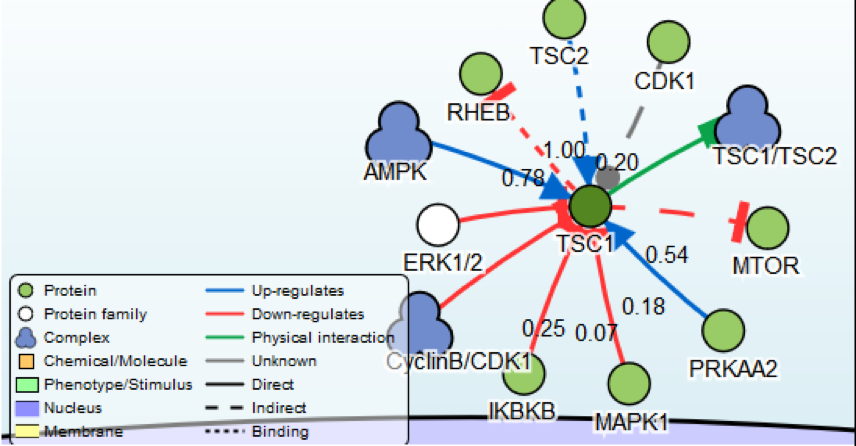 TSC2
CDK1
RHEB
TSC1/TSC2
AMPK
1.00
0.20
0.78
TSC1
ERK1/2
0.54
MTOR
0.18
0.25
0.07
CyclinB/CDK1
PRKAA2
IKBKB
MAPK1
Protein
Protein family
Complex
Chemical/Molecule
Phenotype/Stimulus
Nucleus
Membrane
Up-regulates
Down-regulates
Physical interaction
Unknown
Direct
Indirect
Binding